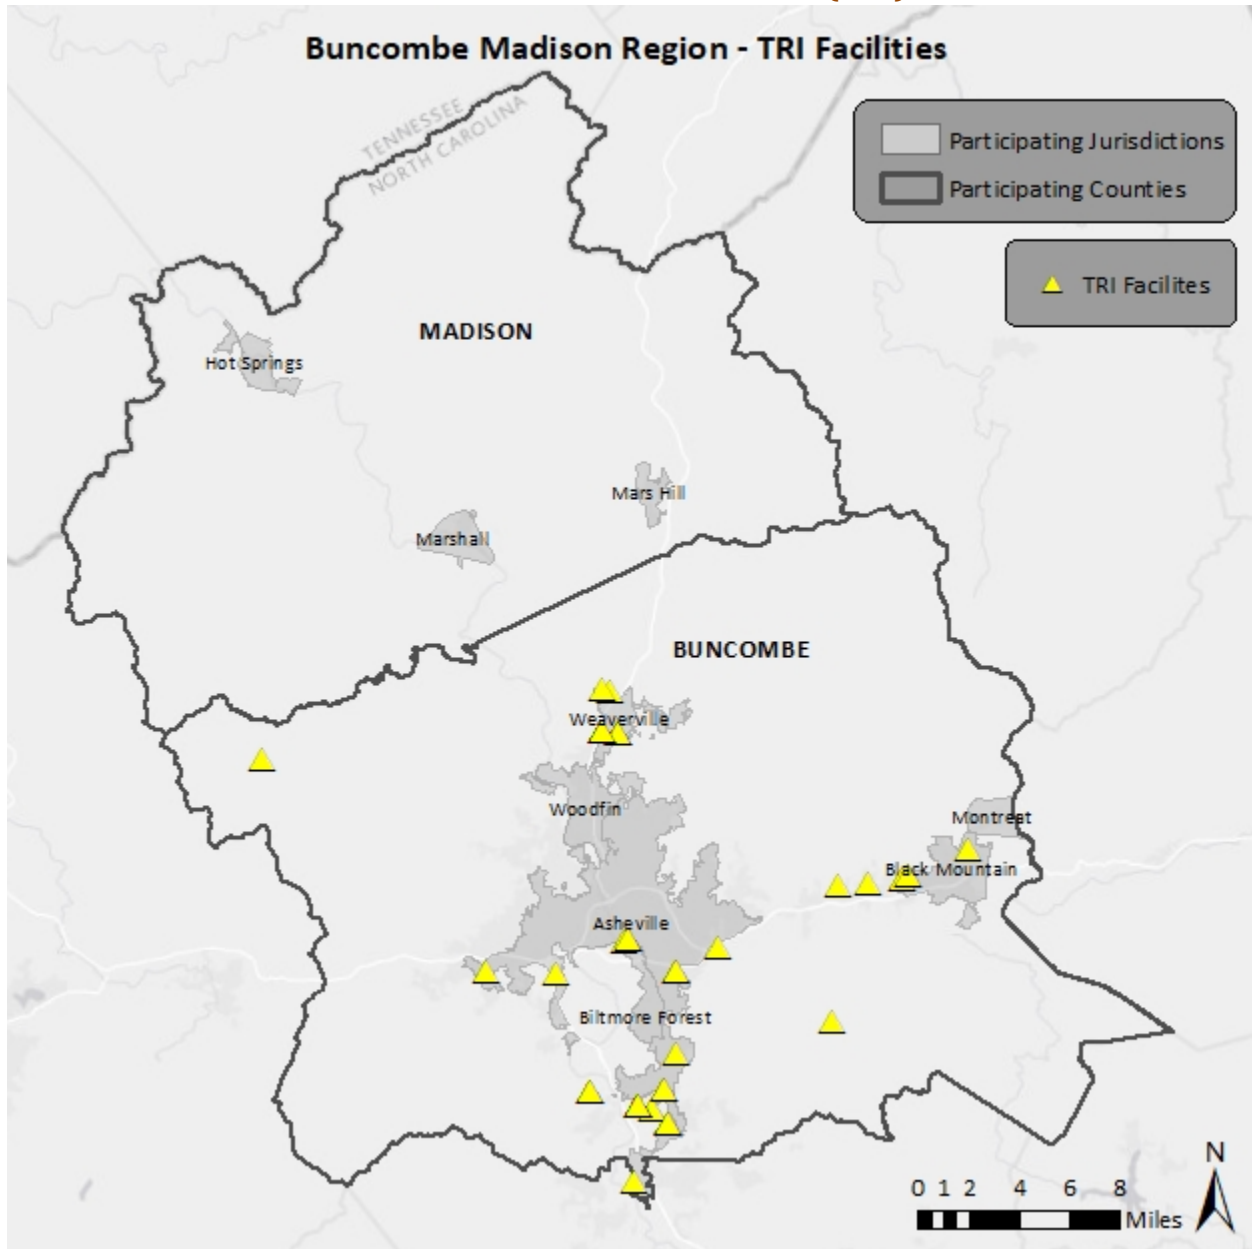 Buncombe Madison Region - TRI Facilities
TENNESSEE
NORTH CAROLINA
Participating Jurisdictions
Participating Counties
TRI Facilites
MADISON
Hot Springs
Mars Hill
Marshall
BUNCOMBE
Weaverville
Woodfin
Montreat
Black Mountain
Asheville
Biltmore Forest
N
0 1 2 4 6 8
Miles